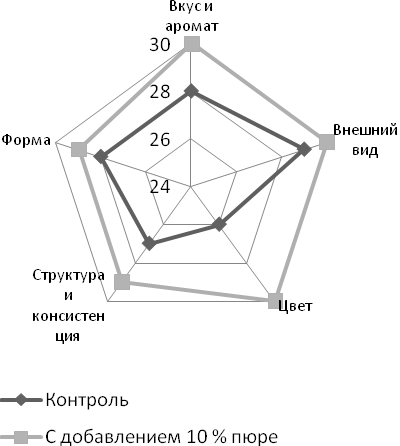 Вкус и
аромат
30
28
26
24
Внешний
вид
Цвет
Структура
и
консистен
ция
Форма
Контроль
С добавлением 10 % пюре